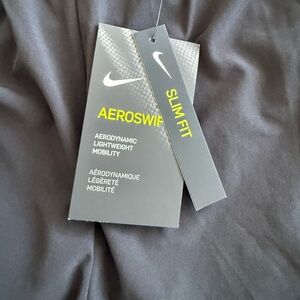 AEROSWIF
AERODYNAMIC
LIGHTWEIGHT
MOBILITY
AÉRODYNAMIQUE
LÉGÈRETÉ
MOBILITÉ
SLIM FIT